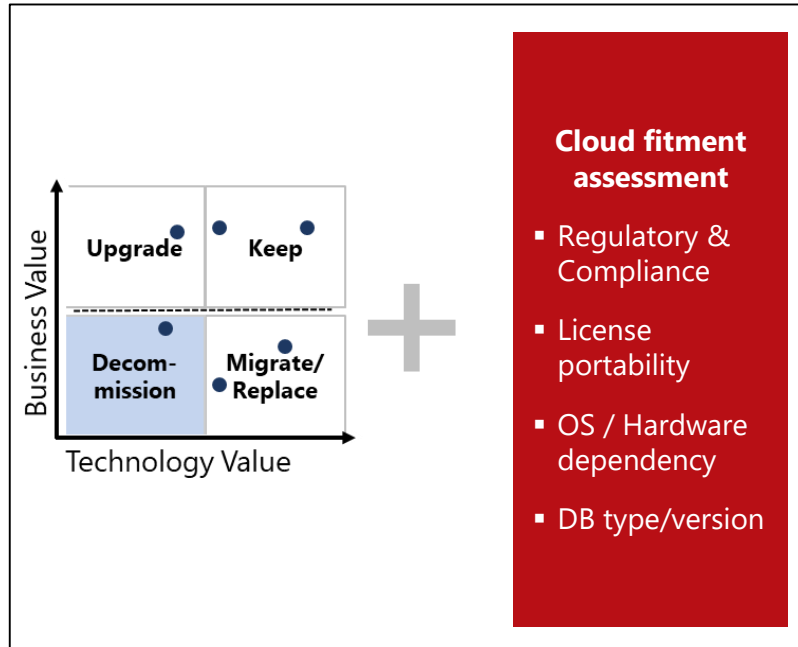 Business Value
Upgrade
Keep
Decom-
mission
Migrate/
Replace
Technology Value
Cloud fitment
assessment
▪ Regulatory &
Compliance
▪ License
portability
▪ OS / Hardware
dependency
▪ DB type/version